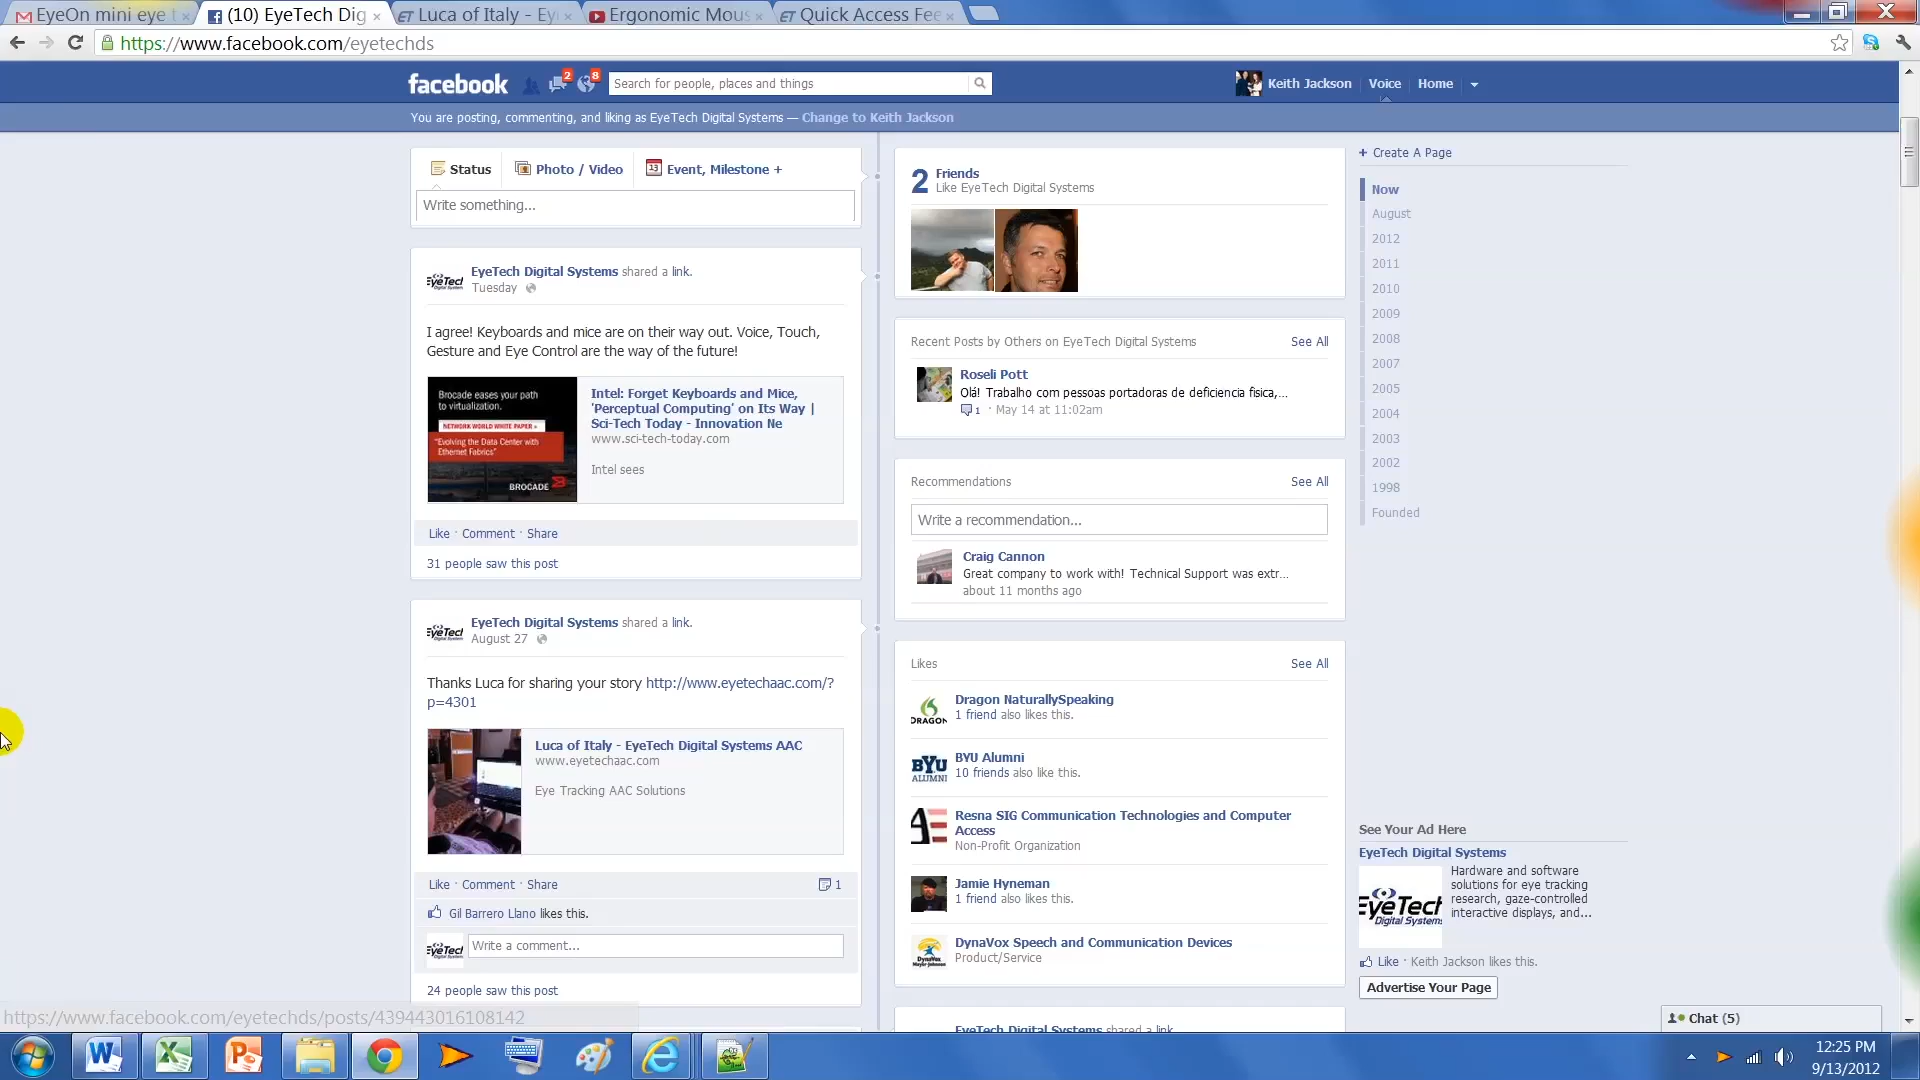 EyeOn mini eye t
(10) EyeTech Dig
Luca of Italy - Ey
Ergonomic Mous
Quick Access Fee
https://www.facebook.com/eyetechds
facebook
2
8
Search for people, places and things
Keith Jackson
Voice
Home
You are posting, commenting, and liking as EyeTech Digital Systems — Change to Keith Jackson
Status
Photo / Video
13
Event, Milestone +
Write something...
EyeTech Digital Systems shared a link.
Tuesday
I agree! Keyboards and mice are on their way out. Voice, Touch,
Gesture and Eye Control are the way of the future!
Brocade eases your path
to virtualization.
NETWORK WORLD WHITE PAPER »
"Evolving the Data Center with
Ethernet Fabrics"
BROCADE
Intel: Forget Keyboards and Mice,
'Perceptual Computing' on Its Way |
Sci-Tech Today - Innovation Ne
www.sci-tech-today.com
Intel sees
Like · Comment · Share
31 people saw this post
EyeTech Digital Systems shared a link.
August 27
Thanks Luca for sharing your story http://www.eyetechaac.com/?
p=4301
Luca of Italy - EyeTech Digital Systems AAC
www.eyetechaac.com
Eye Tracking AAC Solutions
Like · Comment · Share
1
Gil Barrero Llano likes this.
Write a comment...
24 people saw this post
2
Friends
Like EyeTech Digital Systems
Recent Posts by Others on EyeTech Digital Systems
See All
Roseli Pott
Olá! Trabalho com pessoas portadoras de deficiencia fisica,...
1 · May 14 at 11:02am
Recommendations
See All
Write a recommendation...
Craig Cannon
Great company to work with! Technical Support was extr...
about 11 months ago
Likes
See All
DRAGON
Dragon NaturallySpeaking
1 friend also likes this.
BYU
ALUMNI
BYU Alumni
10 friends also like this.
Resna SIG Communication Technologies and Computer
Access
Non-Profit Organization
Jamie Hyneman
1 friend also likes this.
DynaVox Speech and Communication Devices
Product/Service
EyeTech Digital Systems shared a link
+ Create A Page
Now
August
2012
2011
2010
2009
2008
2007
2005
2004
2003
2002
1998
Founded
See Your Ad Here
EyeTech Digital Systems
EyeTech
Digital Systems
Hardware and software
solutions for eye tracking
research, gaze-controlled
interactive displays, and...
Like · Keith Jackson likes this.
Advertise Your Page
Chat (5)
https://www.facebook.com/eyetechds/posts/439443016108142
12:25 PM
9/13/2012